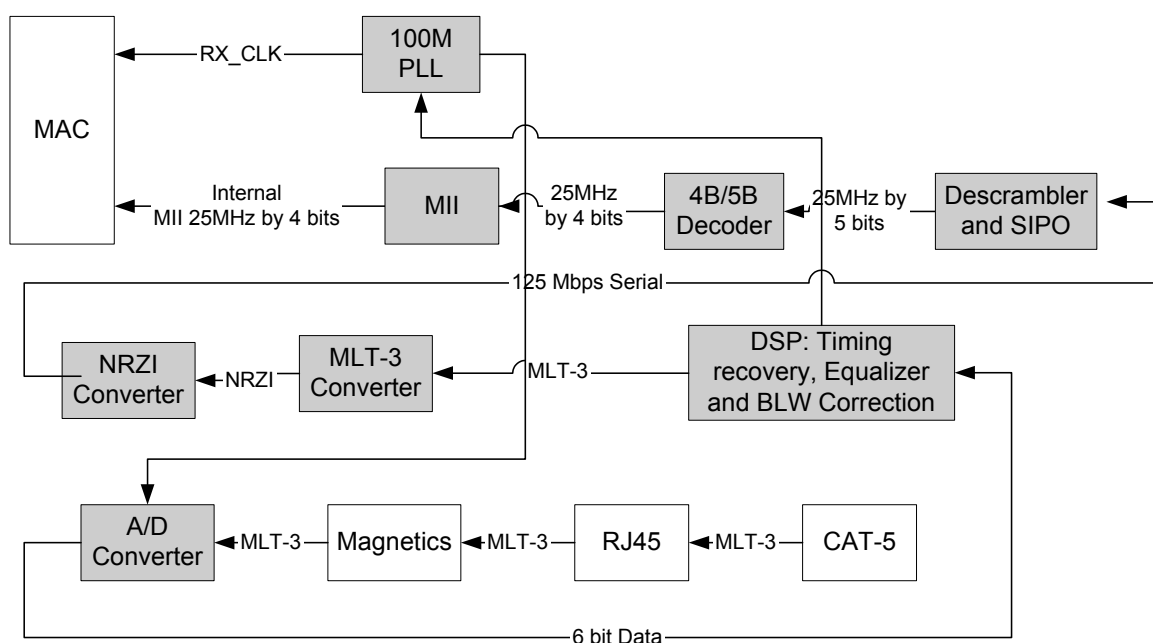 100M
PLL
RX_CLK
MAC
Internal
MII 25MHz by 4 bits
MII
25MHz
by 4 bits
4B/5B
Decoder
25MHz by
5 bits
Descrambler
and SIPO
125 Mbps Serial
NRZI
Converter
NRZI
MLT-3
Converter
MLT-3
DSP: Timing
recovery, Equalizer
and BLW Correction
A/D
Converter
MLT-3
Magnetics
MLT-3
RJ45
MLT-3
CAT-5
6 bit Data